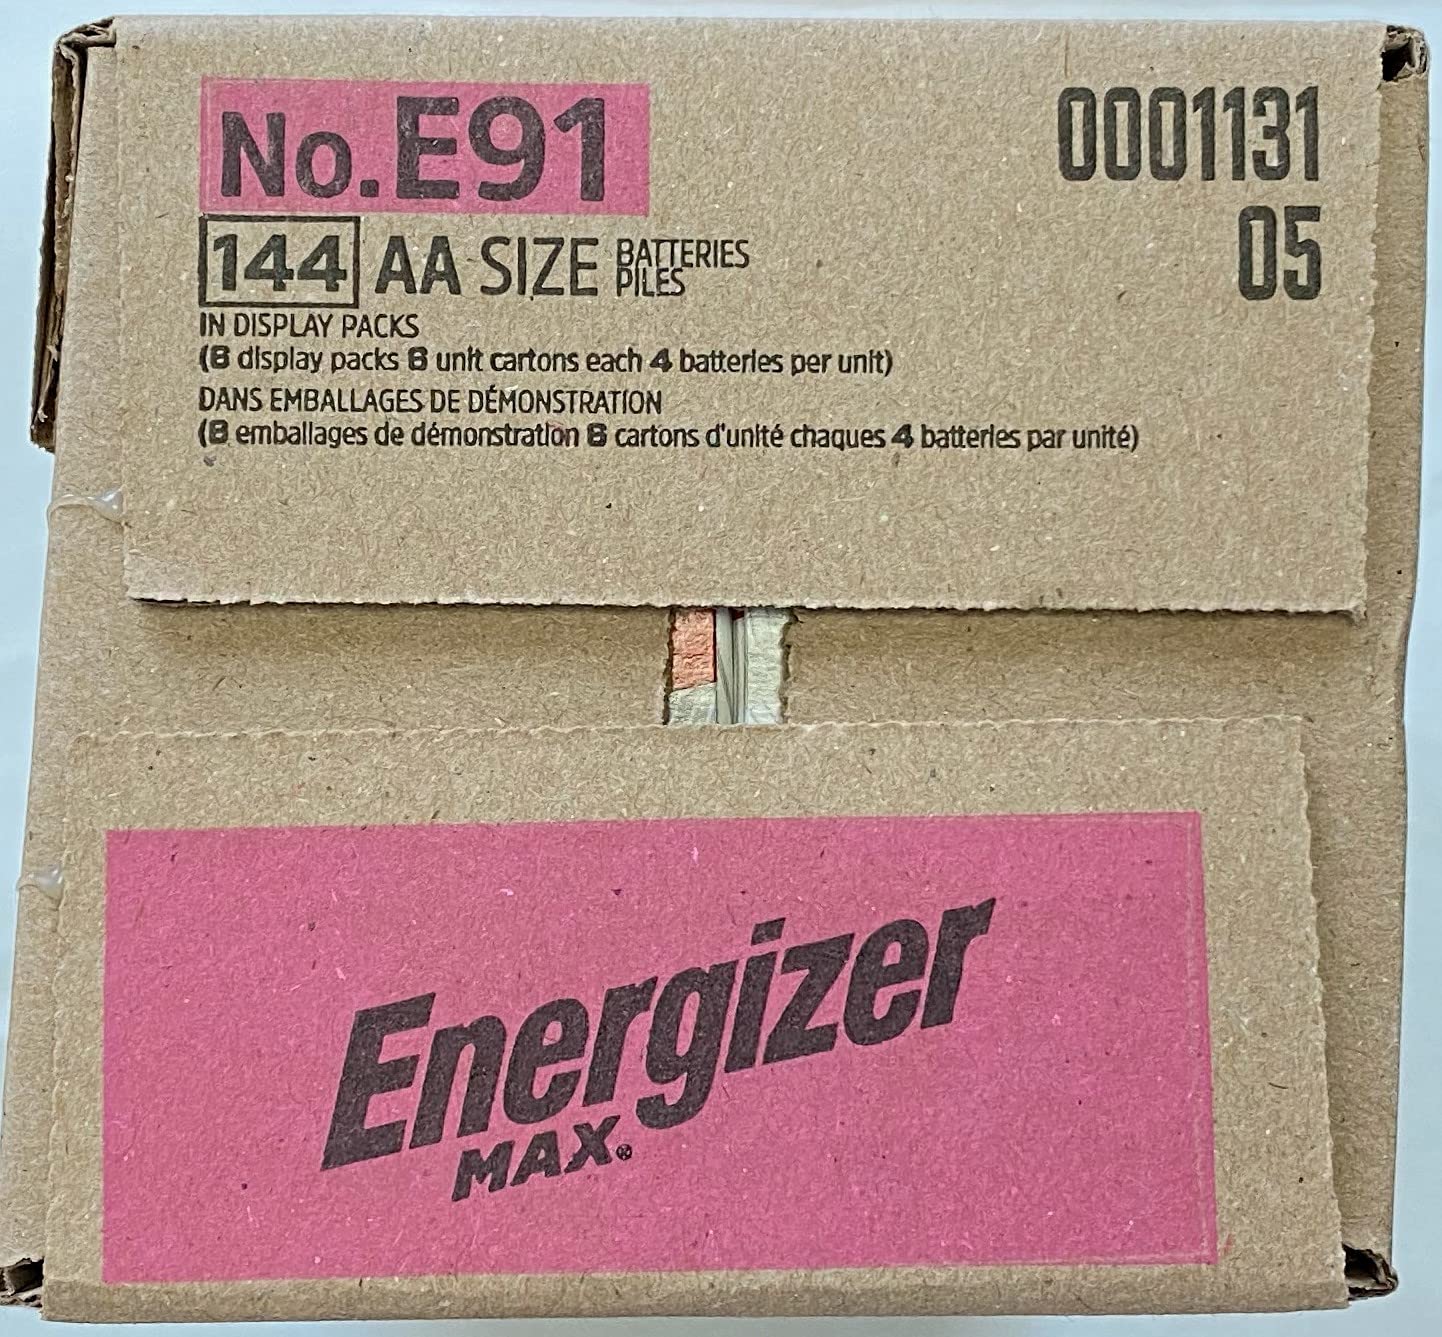 No. E91
0001131
05
144 AA SIZE BATTERIES PILES
IN DISPLAY PACKS
(6 display packs 6 unit cartons each 4 batteries per unit)
DANS EMBALLAGES DE DÉMONSTRATION
(6 emballages de démonstration 6 cartons d'unité chaques 4 batteries par unité)
Energizer
MAX®